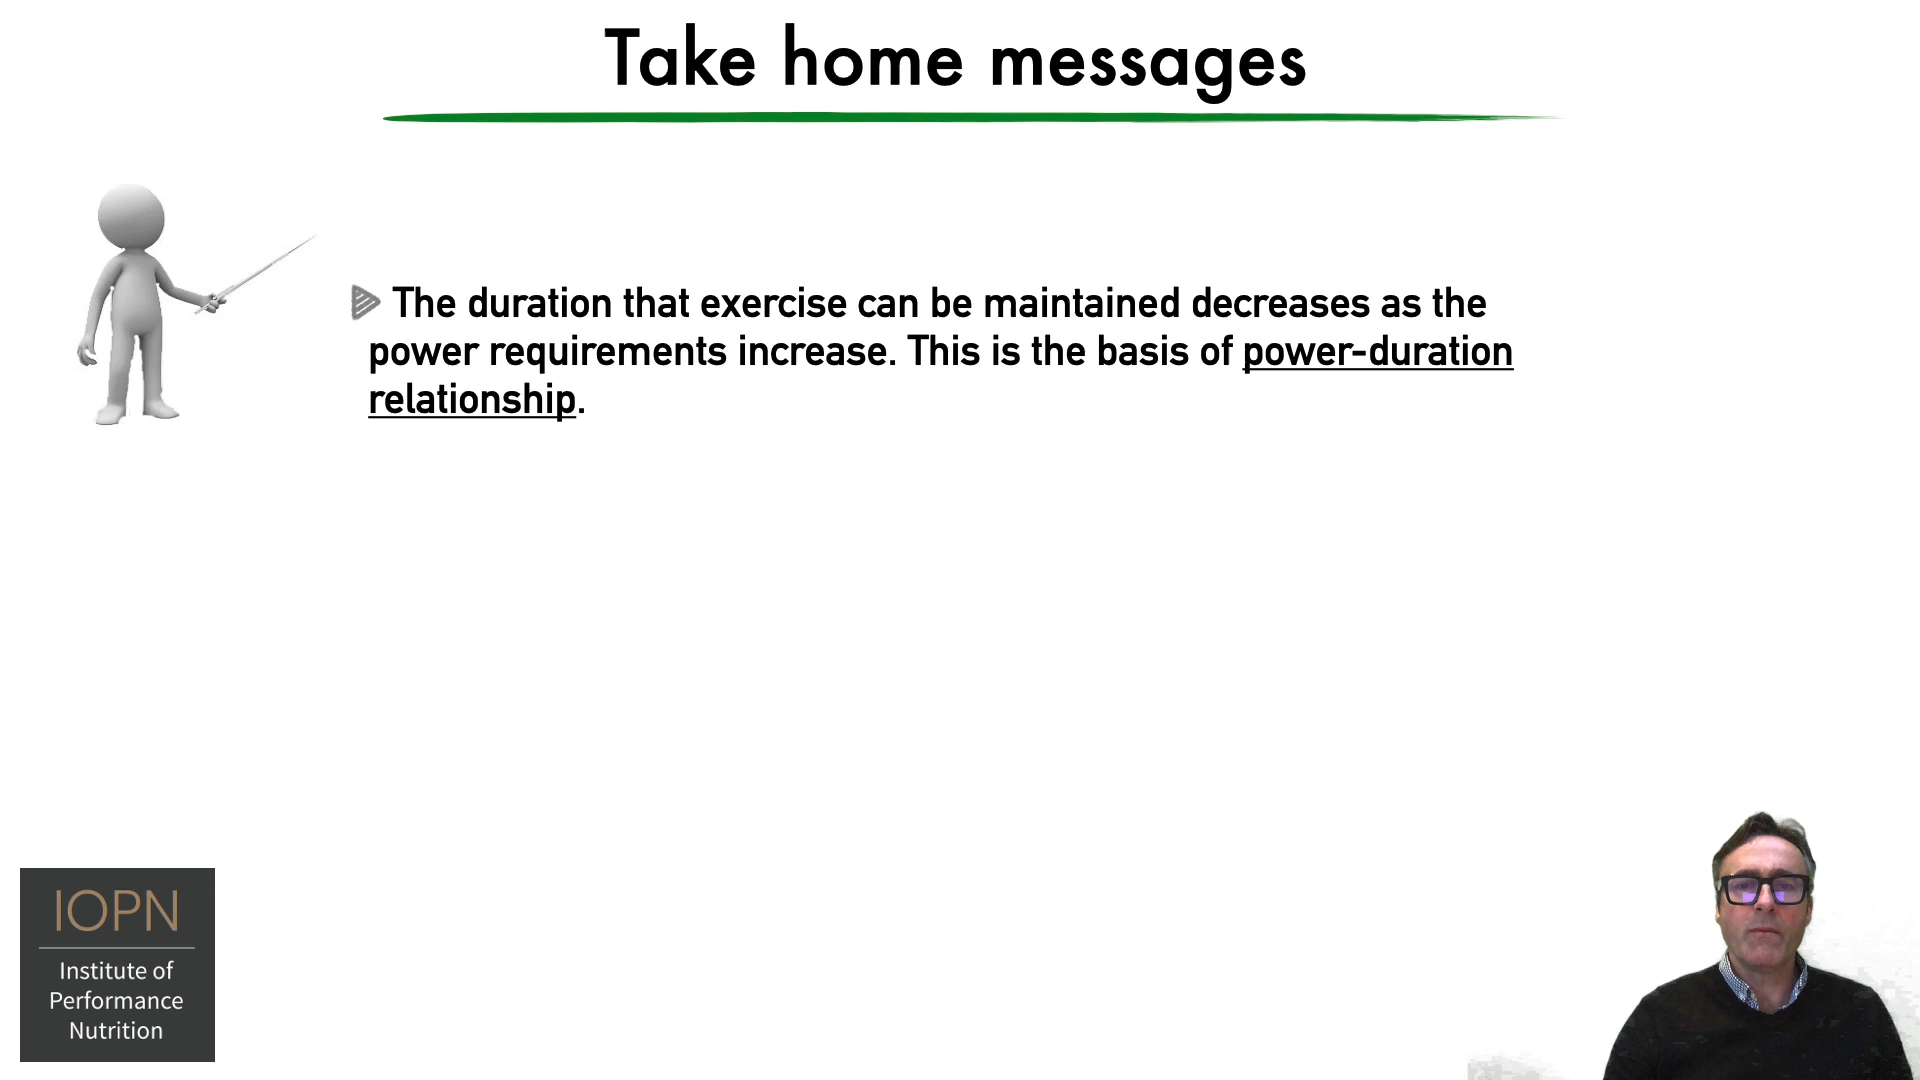 Take home messages
The duration that exercise can be maintained decreases as the
power requirements increase. This is the basis of power-duration
relationship.
IOPN
Institute of
Performance
Nutrition